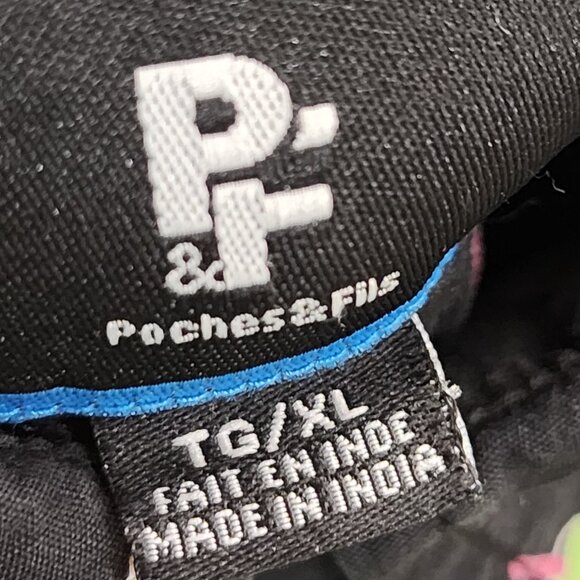 P
&F
Poches & Fils
TG/XL
FAIT EN INDE
MADE IN INDIA